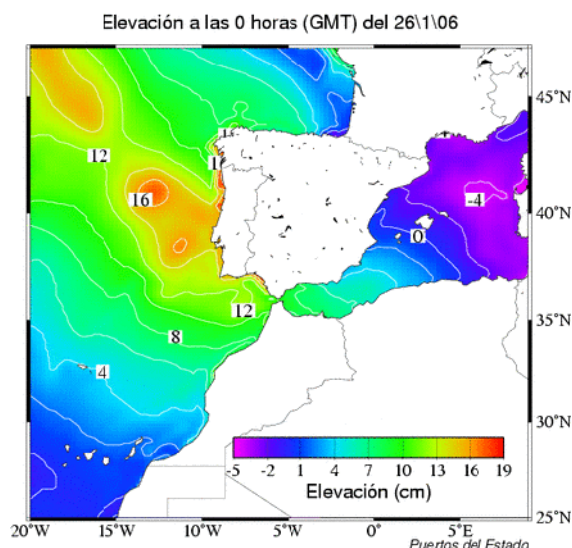 Elevación a las 0 horas (GMT) del 26\1\06
45°N
12
16
-4
40°N
0
12
35°N
8
4
30°N
-5 -2 1 4 7 10 13 16 19
Elevación (cm)
25°N
20°W 15°W 10°W 5°W 0° 5°E
Puertos del Estado